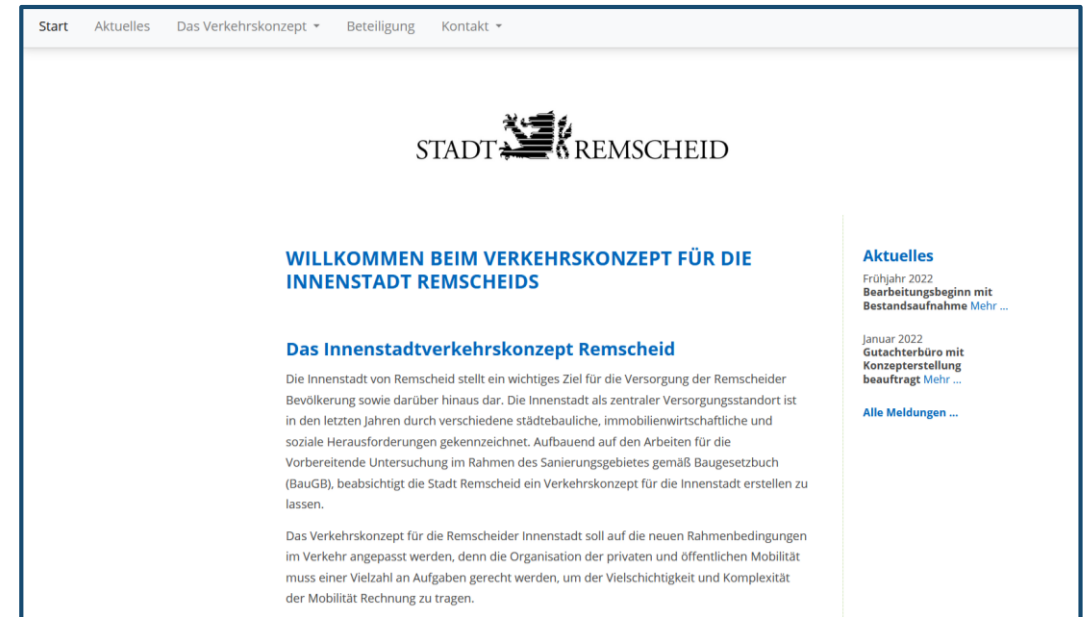 Start Aktuelles Das Verkehrskonzept Beteiligung Kontakt
STADT REMSCHEID
WILLKOMMEN BEIM VERKEHRSKONZEPT FÜR DIE
INNENSTADT REMSCHEIDS
Das Innenstadtverkehrskonzept Remscheid
Die Innenstadt von Remscheid stellt ein wichtiges Ziel für die Versorgung der Remscheider
Bevölkerung sowie darüber hinaus dar. Die Innenstadt als zentraler Versorgungsstandort ist
in den letzten Jahren durch verschiedene städtebauliche, immobilienwirtschaftliche und
soziale Herausforderungen gekennzeichnet. Aufbauend auf den Arbeiten für die
Vorbereitende Untersuchung im Rahmen des Sanierungsgebietes gemäß Baugesetzbuch
(BauGB), beabsichtigt die Stadt Remscheid ein Verkehrskonzept für die Innenstadt erstellen zu
lassen.
Das Verkehrskonzept für die Remscheider Innenstadt soll auf die neuen Rahmenbedingungen
im Verkehr angepasst werden, denn die Organisation der privaten und öffentlichen Mobilität
muss einer Vielzahl an Aufgaben gerecht werden, um der Vielschichtigkeit und Komplexität
der Mobilität Rechnung zu tragen.
Aktuelles
Frühjahr 2022
Bearbeitungsbeginn mit
Bestandsaufnahme Mehr ...
Januar 2022
Gutachterbüro mit
Konzepterstellung
beauftragt Mehr ...
Alle Meldungen ...